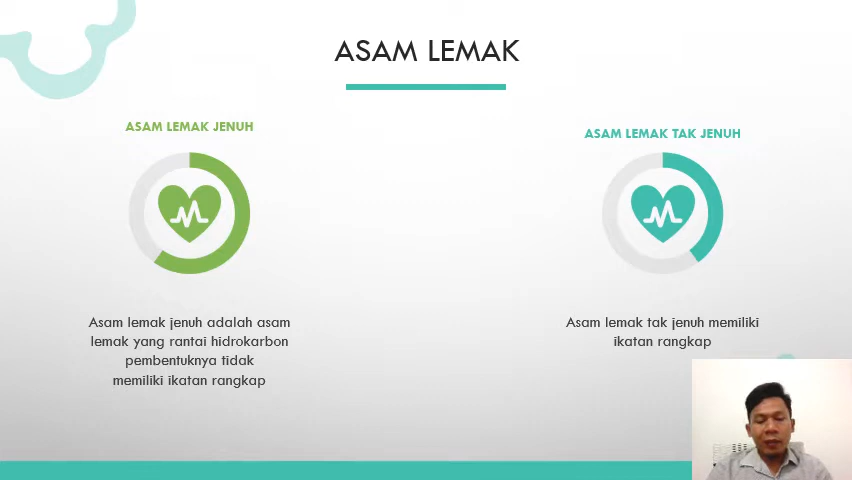 ASAM LEMAK
ASAM LEMAK JENUH
Asam lemak jenuh adalah asam
lemak yang rantai hidrokarbon
pembentuknya tidak
memiliki ikatan rangkap
ASAM LEMAK TAK JENUH
Asam lemak tak jenuh memiliki
ikatan rangkap